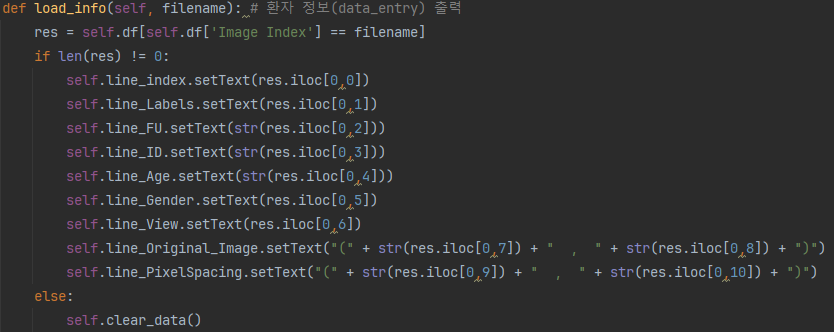 def load_info(self, filename): # 환자 정보(data_entry) 출력
    res = self.df[self.df['Image Index'] == filename]
    if len(res) != 0:
        self.line_index.setText(res.iloc[0,0])
        self.line_Labels.setText(res.iloc[0,1])
        self.line_FU.setText(str(res.iloc[0,2]))
        self.line_ID.setText(str(res.iloc[0,3]))
        self.line_Age.setText(str(res.iloc[0,4]))
        self.line_Gender.setText(res.iloc[0,5])
        self.line_View.setText(res.iloc[0,6])
        self.line_Original_Image.setText("(" + str(res.iloc[0,7]) + "  ,  " + str(res.iloc[0,8]) + ")")
        self.line_PixelSpacing.setText("(" + str(res.iloc[0,9]) + "  ,  " + str(res.iloc[0,10]) + ")")
    else:
        self.clear_data()